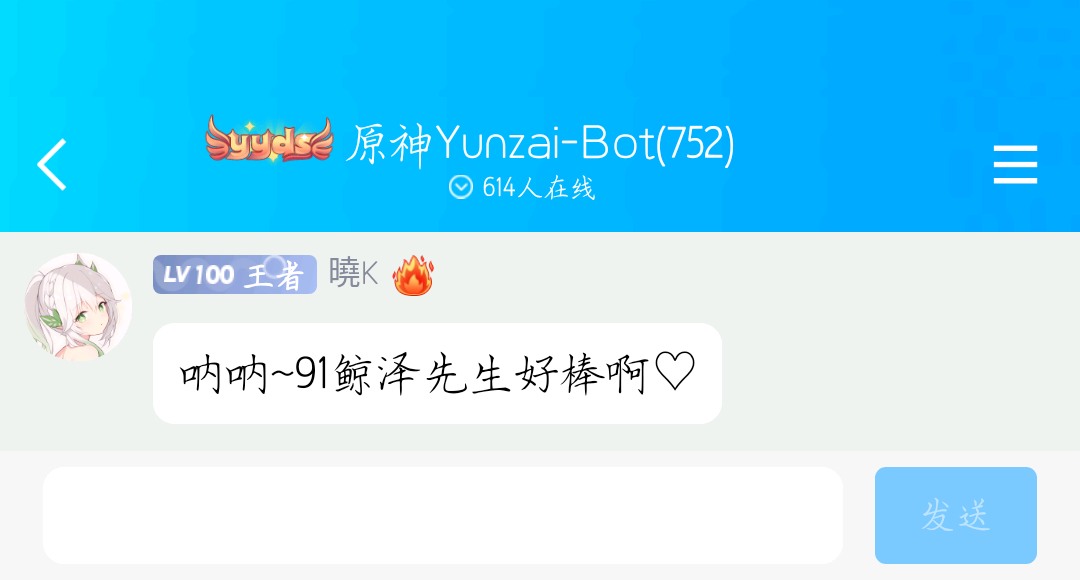 yyds 原神Yunzai-Bot(752)
614人在线
LV100 王者 曉K
呐呐~91鲸泽先生好棒啊♡
发送